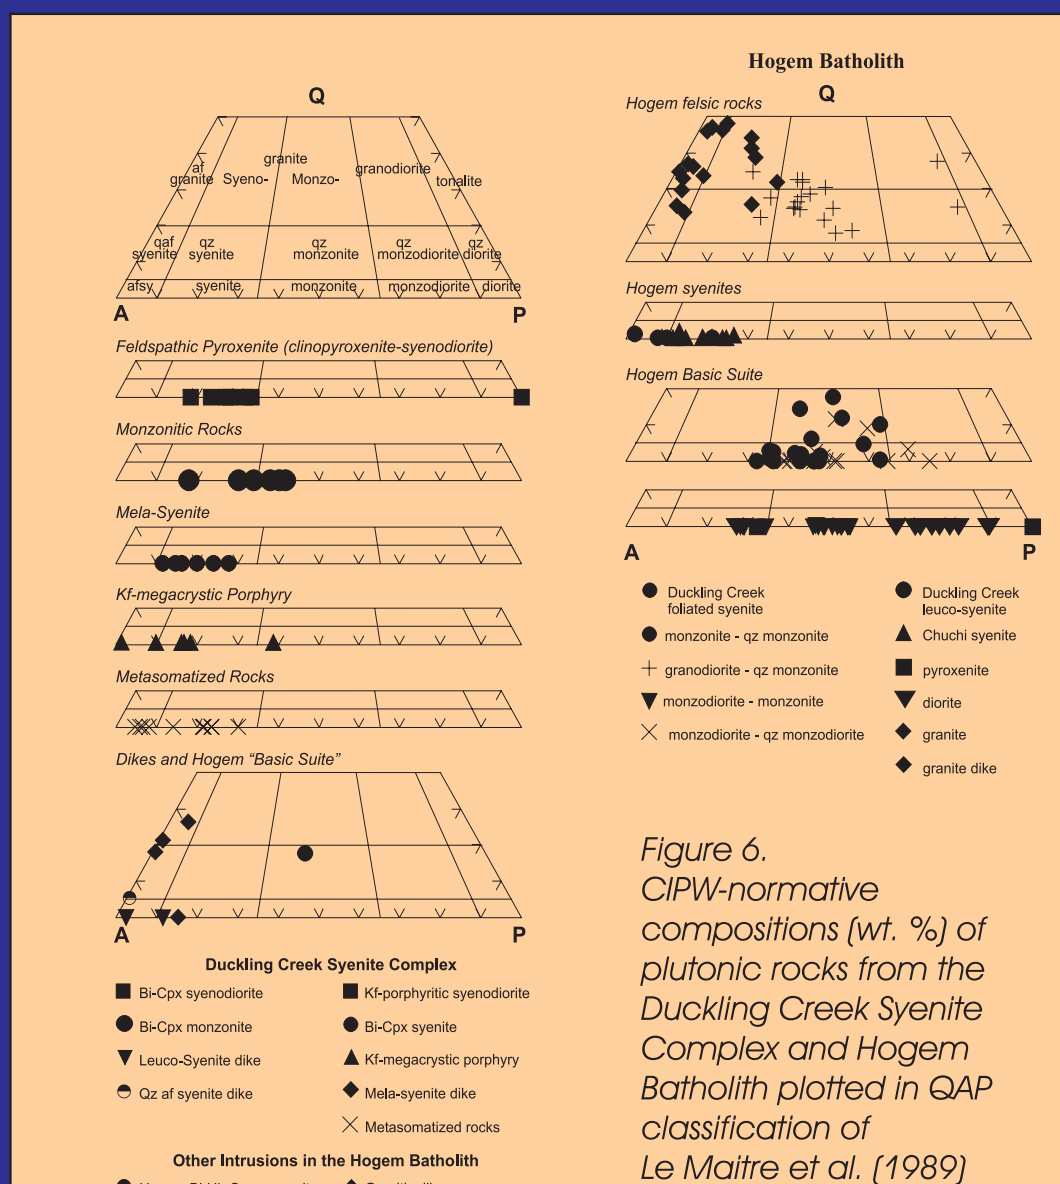 Q
af
granite
granite
Syeno-
Monzo-
granodiorite
tonalite
qaf
syenite
qz
syenite
qz
monzonite
qz
monzodiorite
qz
diorite
afsy
syenite
monzonite
monzodiorite
diorite
A
P
Feldspathic Pyroxenite (clinopyroxenite-syenodiorite)
Monzonitic Rocks
Mela-Syenite
Kf-megacrystic Porphyry
Metasomatized Rocks
Dikes and Hogem “Basic Suite”
A
P
Duckling Creek Syenite Complex
Bi-Cpx syenodiorite
Kf-porphyritic syenodiorite
Bi-Cpx monzonite
Bi-Cpx syenite
Leuco-Syenite dike
Kf-megacrystic porphyry
Qz af syenite dike
Mela-syenite dike
Metasomatized rocks
Other Intrusions in the Hogem Batholith
Hogem Batholith
Q
Hogem felsic rocks
Hogem syenites
Hogem Basic Suite
A
P
Duckling Creek
foliated syenite
Duckling Creek
leuco-syenite
monzonite - qz monzonite
Chuchi syenite
granodiorite - qz monzonite
pyroxenite
monzodiorite - monzonite
diorite
monzodiorite - qz monzodiorite
granite
granite dike
Figure 6.
CIPW-normative
compositions (wt. %) of
plutonic rocks from the
Duckling Creek Syenite
Complex and Hogem
Batholith plotted in QAP
classification of
Le Maitre et al. (1989)